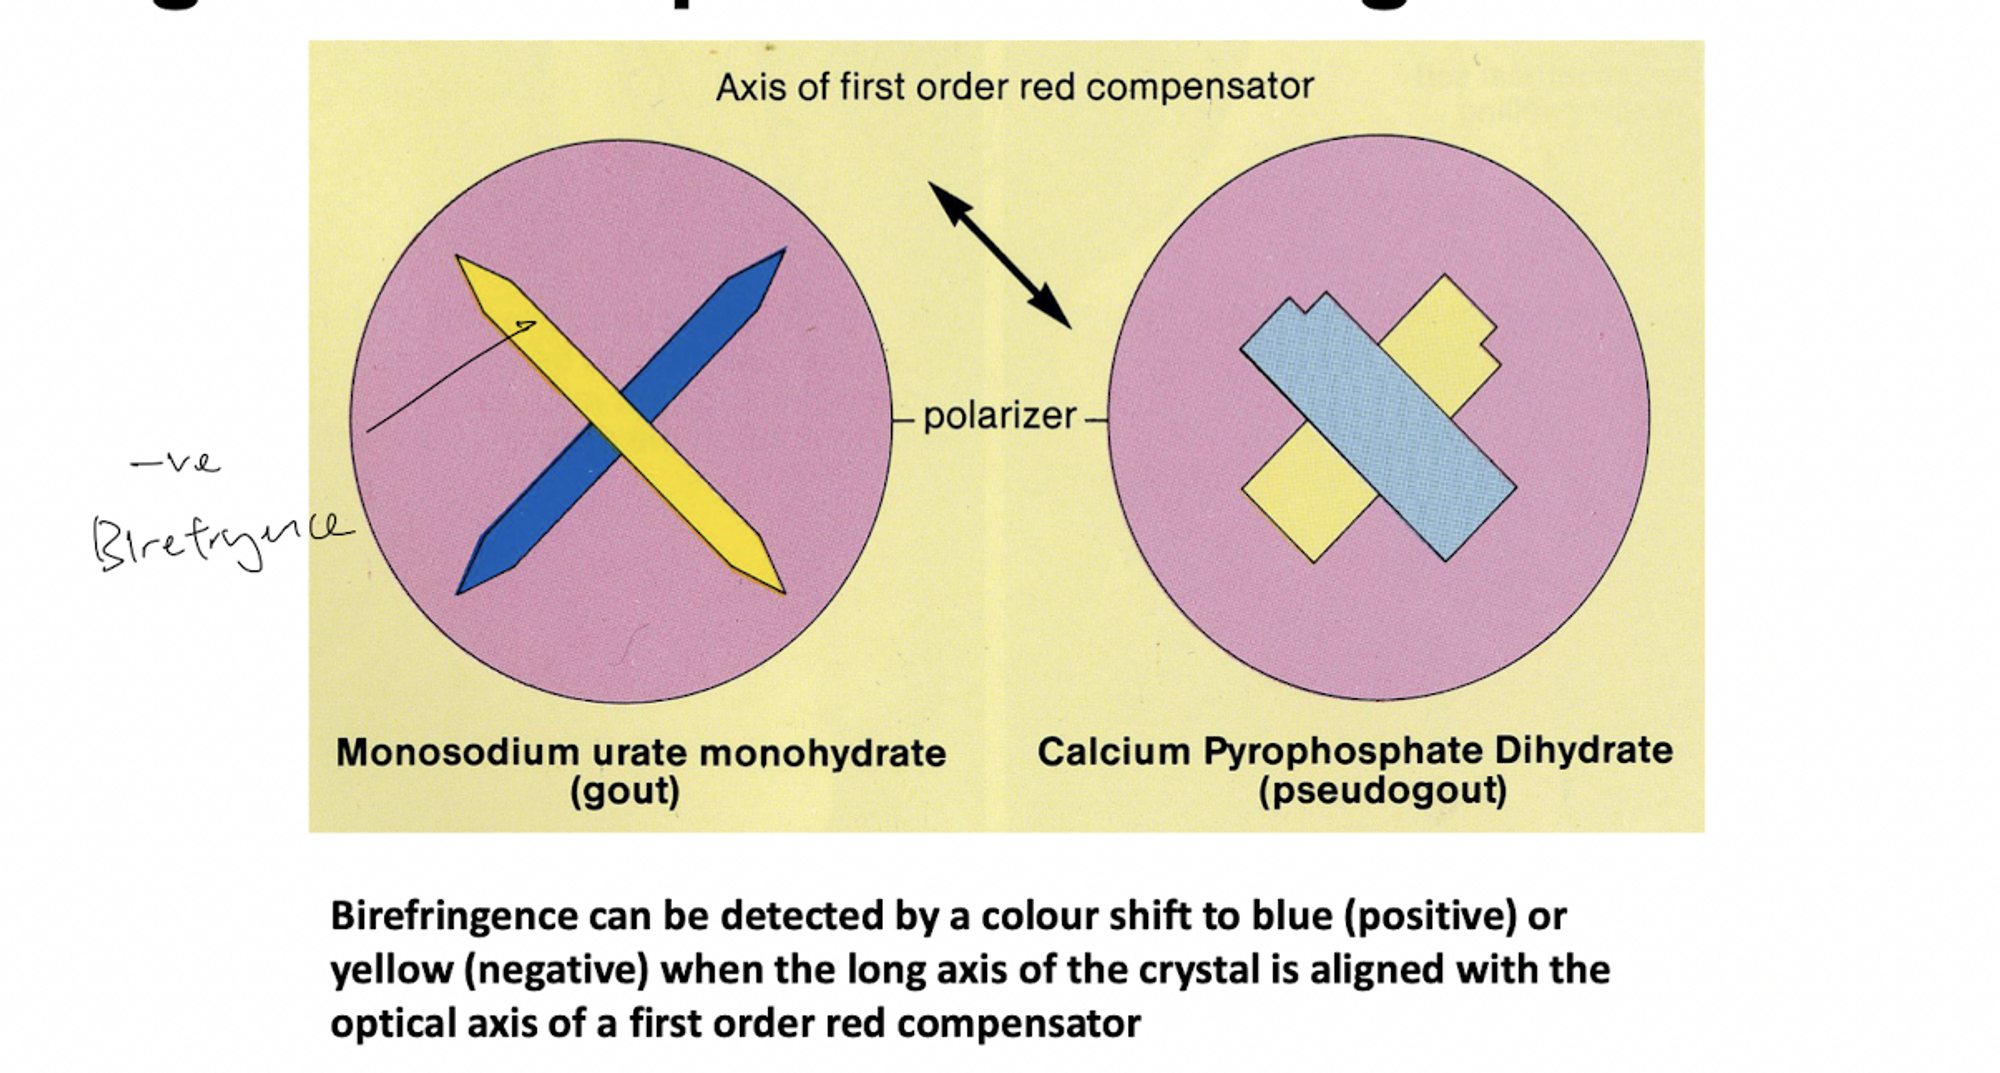 Axis of first order red compensator
polarizer
-ve
Birefrgence
Monosodium urate monohydrate
(gout)
Calcium Pyrophosphate Dihydrate
(pseudogout)
Birefringence can be detected by a colour shift to blue (positive) or
yellow (negative) when the long axis of the crystal is aligned with the
optical axis of a first order red compensator